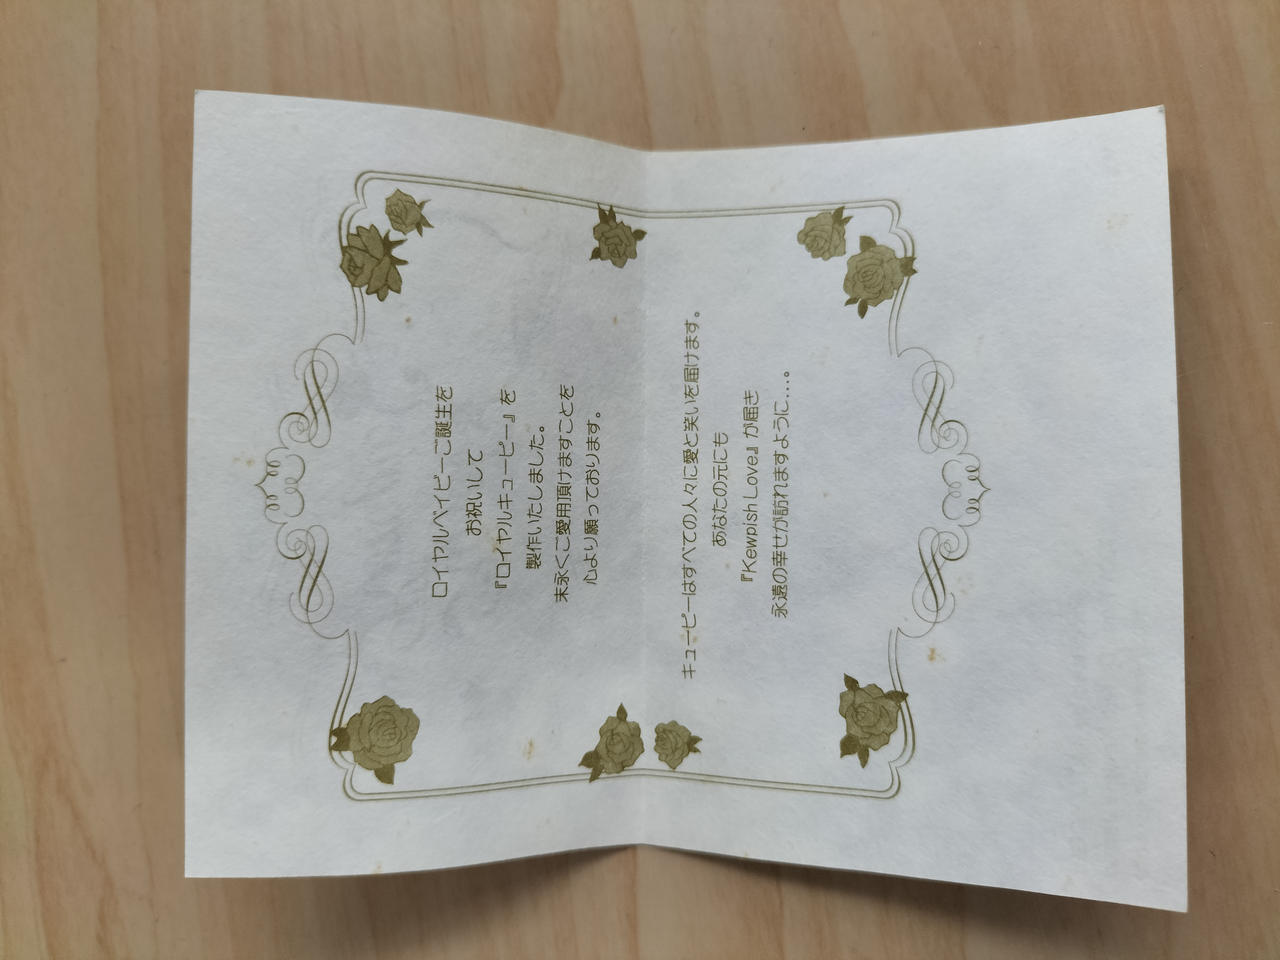 ロイヤルベイビーご誕生を
お祝いして
『ロイヤルキューピー』を
製作いたしました。
末永くご愛用頂けますことを
心より願っております。
キューピーはすべての人々に愛と笑いを届けます。
あなたの元にも
『Kewpish Love』が届き
永遠の幸せが訪れますように…。